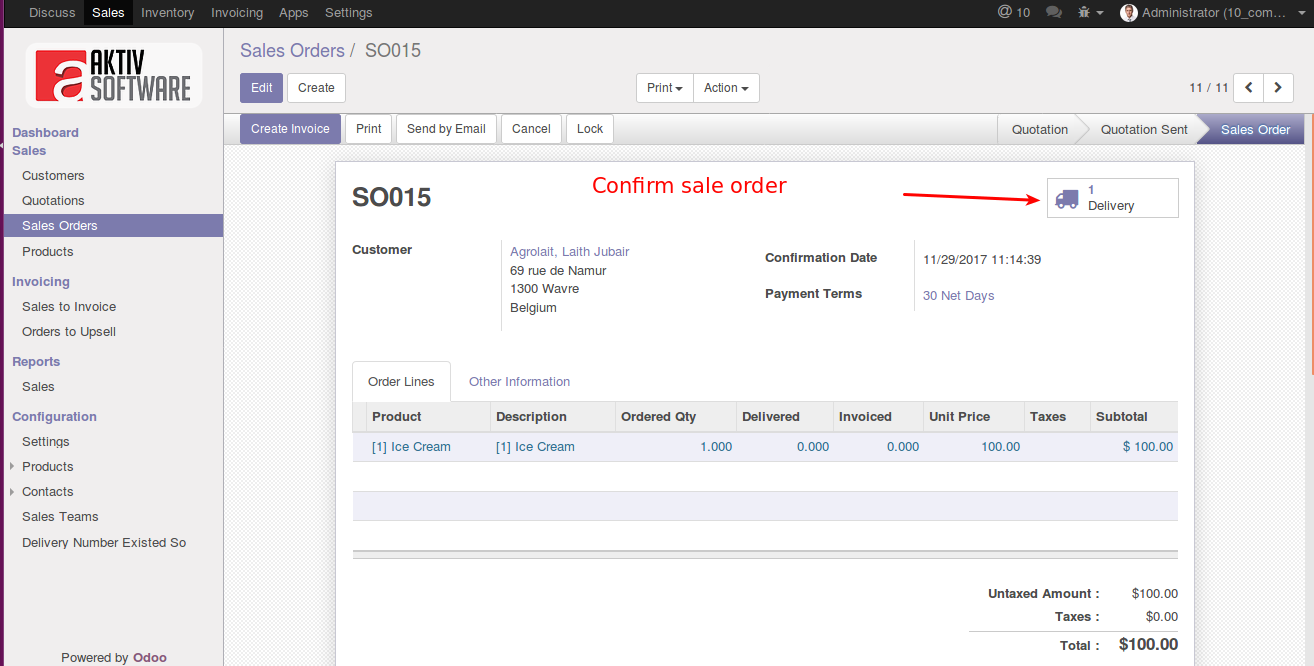 Discuss Sales Inventory Invoicing Apps Settings @ 10 Administrator (10_com...
AKTIV
SOFTWARE
Sales Orders / SO015
Edit Create Print Action 11 / 11
Dashboard
Sales
Customers
Quotations
Sales Orders
Products
Invoicing
Sales to Invoice
Orders to Upsell
Reports
Sales
Configuration
Settings
Products
Contacts
Sales Teams
Delivery Number Existed So
Powered by Odoo
Create Invoice Print Send by Email Cancel Lock Quotation Quotation Sent Sales Order
SO015
Confirm sale order
1
Delivery
Customer
Agrolait, Laith Jubair
69 rue de Namur
1300 Wavre
Belgium
Confirmation Date 11/29/2017 11:14:39
Payment Terms 30 Net Days
Order Lines Other Information
Product Description Ordered Qty Delivered Invoiced Unit Price Taxes Subtotal
[1] Ice Cream [1] Ice Cream 1.000 0.000 0.000 100.00 $ 100.00
Untaxed Amount : $100.00
Taxes : $0.00
Total : $100.00